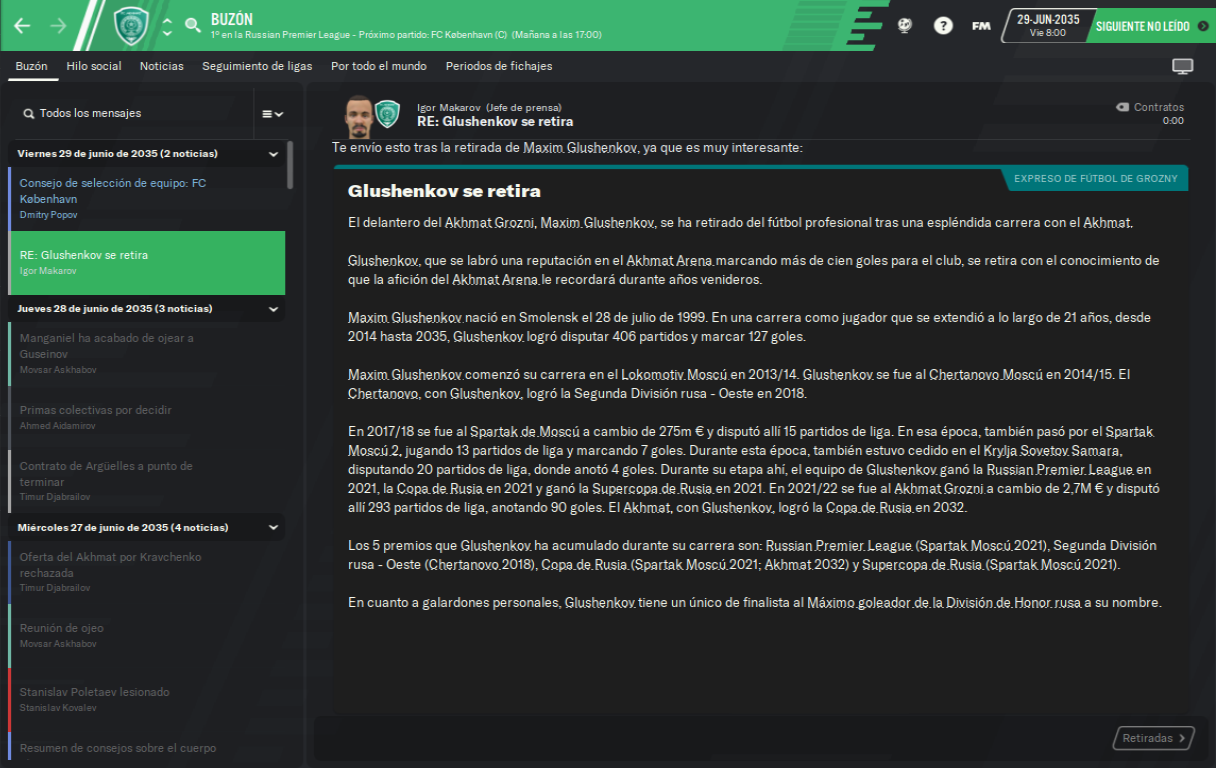 BUZÓN
1º en la Russian Premier League - Próximo partido: FC København (C) (Mañana a las 17:00)
?
FM
29-JUN-2035
Vie 8:00
SIGUIENTE NO LEÍDO
Buzón
Hilo social
Noticias
Seguimiento de ligas
Por todo el mundo
Periodos de fichajes
Todos los mensajes
Viernes 29 de junio de 2035 (2 noticias)
Consejo de selección de equipo: FC
København
Dmitry Popov
RE: Glushenkov se retira
Igor Makarov
Jueves 28 de junio de 2035 (3 noticias)
Manganiel ha acabado de ojear a
Guseinov
Movsar Askhabov
Primas colectivas por decidir
Ahmed Aidamirov
Contrato de Argüelles a punto de
terminar
Timur Djabrailov
Miércoles 27 de junio de 2035 (4 noticias)
Oferta del Akhmat por Kravchenko
rechazada
Timur Djabrailov
Reunión de ojeo
Movsar Askhabov
Stanislav Poletaev lesionado
Stanislav Kovalev
Resumen de consejos sobre el cuerpo
Igor Makarov (Jefe de prensa)
RE: Glushenkov se retira
Contratos
0:00
Te envío esto tras la retirada de Maxim Glushenkov, ya que es muy interesante:
EXPRESO DE FÚTBOL DE GROZNY
Glushenkov se retira
El delantero del Akhmat Grozni, Maxim Glushenkov, se ha retirado del fútbol profesional tras una espléndida carrera con el Akhmat.
Glushenkov, que se labró una reputación en el Akhmat Arena marcando más de cien goles para el club, se retira con el conocimiento de
que la afición del Akhmat Arena le recordará durante años venideros.
Maxim Glushenkov nació en Smolensk el 28 de julio de 1999. En una carrera como jugador que se extendió a lo largo de 21 años, desde
2014 hasta 2035, Glushenkov logró disputar 406 partidos y marcar 127 goles.
Maxim Glushenkov comenzó su carrera en el Lokomotiv Moscú en 2013/14. Glushenkov se fue al Chertanovo Moscú en 2014/15. El
Chertanovo, con Glushenkov, logró la Segunda División rusa - Oeste en 2018.
En 2017/18 se fue al Spartak de Moscú a cambio de 275m € y disputó allí 15 partidos de liga. En esa época, también pasó por el Spartak
Moscú 2, jugando 13 partidos de liga y marcando 7 goles. Durante esta época, también estuvo cedido en el Krylja Sovetov Samara,
disputando 20 partidos de liga, donde anotó 4 goles. Durante su etapa ahí, el equipo de Glushenkov ganó la Russian Premier League en
2021, la Copa de Rusia en 2021 y ganó la Supercopa de Rusia en 2021. En 2021/22 se fue al Akhmat Grozni a cambio de 2,7M € y disputó
allí 293 partidos de liga, anotando 90 goles. El Akhmat, con Glushenkov, logró la Copa de Rusia en 2032.
Los 5 premios que Glushenkov ha acumulado durante su carrera son: Russian Premier League (Spartak Moscú 2021), Segunda División
rusa - Oeste (Chertanovo 2018), Copa de Rusia (Spartak Moscú 2021; Akhmat 2032) y Supercopa de Rusia (Spartak Moscú 2021).
En cuanto a galardones personales, Glushenkov tiene un único de finalista al Máximo goleador de la División de Honor rusa a su nombre.
Retiradas